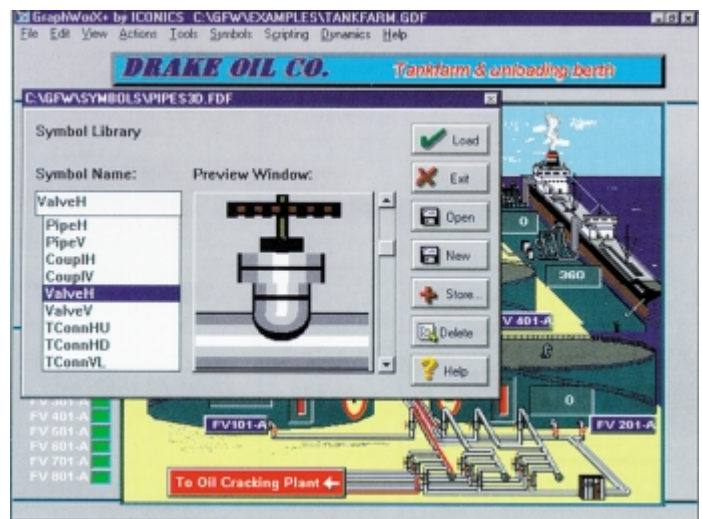 GraphWorX+ by ICONICS C:\GFW\EXAMPLES\TANKFARM.GDF
File Edit View Actions Tools Symbols Scripting Dynamics Help
DRAKE OIL CO. Tankfarm & unloading berth
C:\GFW\SYMBOLS\PIPES3D.FDF
Symbol Library
Load
Symbol Name: Preview Window:
Exit
ValveH
Open
PipeH
PipeV
CouplH
New
CouplV
ValveH
Store...
ValveV
TConnHU
Delete
TConnHD
TConnVL
Help
0
360
V 401-A
0
FV 301-A
FV 401-A
FV 501-A
FV 601-A
FV 701-A
FV 801-A
FV101-A
FV 201-A
To Oil Cracking Plant